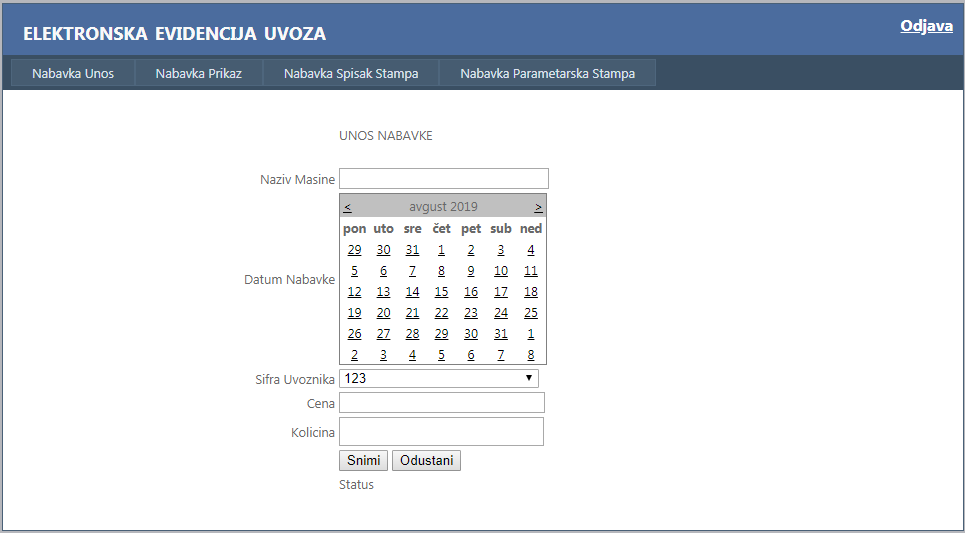 ELEKTRONSKA EVIDENCIJA UVOZA
Odjava
Nabavka Unos Nabavka Prikaz Nabavka Spisak Stampa Nabavka Parametarska Stampa
UNOS NABAVKE
Naziv Masine
< avgust 2019 >
pon uto sre čet pet sub ned
29 30 31 1 2 3 4
5 6 7 8 9 10 11
Datum Nabavke
12 13 14 15 16 17 18
19 20 21 22 23 24 25
26 27 28 29 30 31 1
2 3 4 5 6 7 8
Sifra Uvoznika 123
Cena
Kolicina
Snimi Odustani
Status